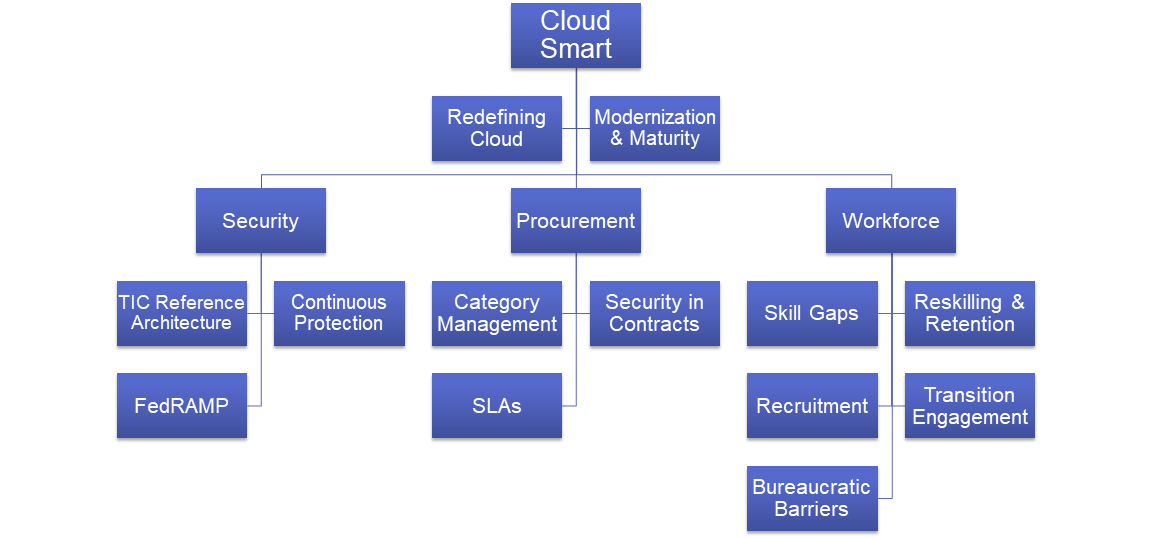 Cloud
Smart
Redefining
Cloud
Modernization
& Maturity
Security
Procurement
Workforce
TIC Reference
Architecture
Continuous
Protection
Category
Management
Security in
Contracts
Skill Gaps
Reskilling &
Retention
FedRAMP
SLAs
Recruitment
Transition
Engagement
Bureaucratic
Barriers